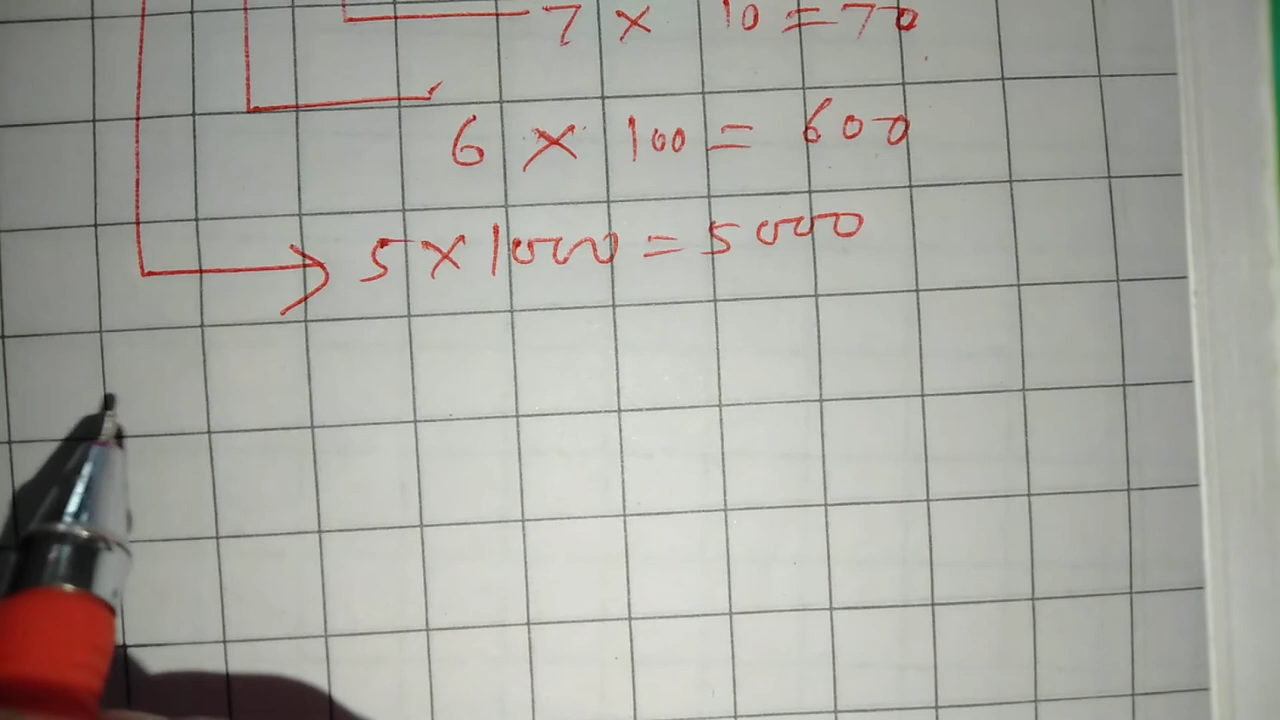 7 × 10 = 70
6 × 100 = 600
5 × 1000 = 5000